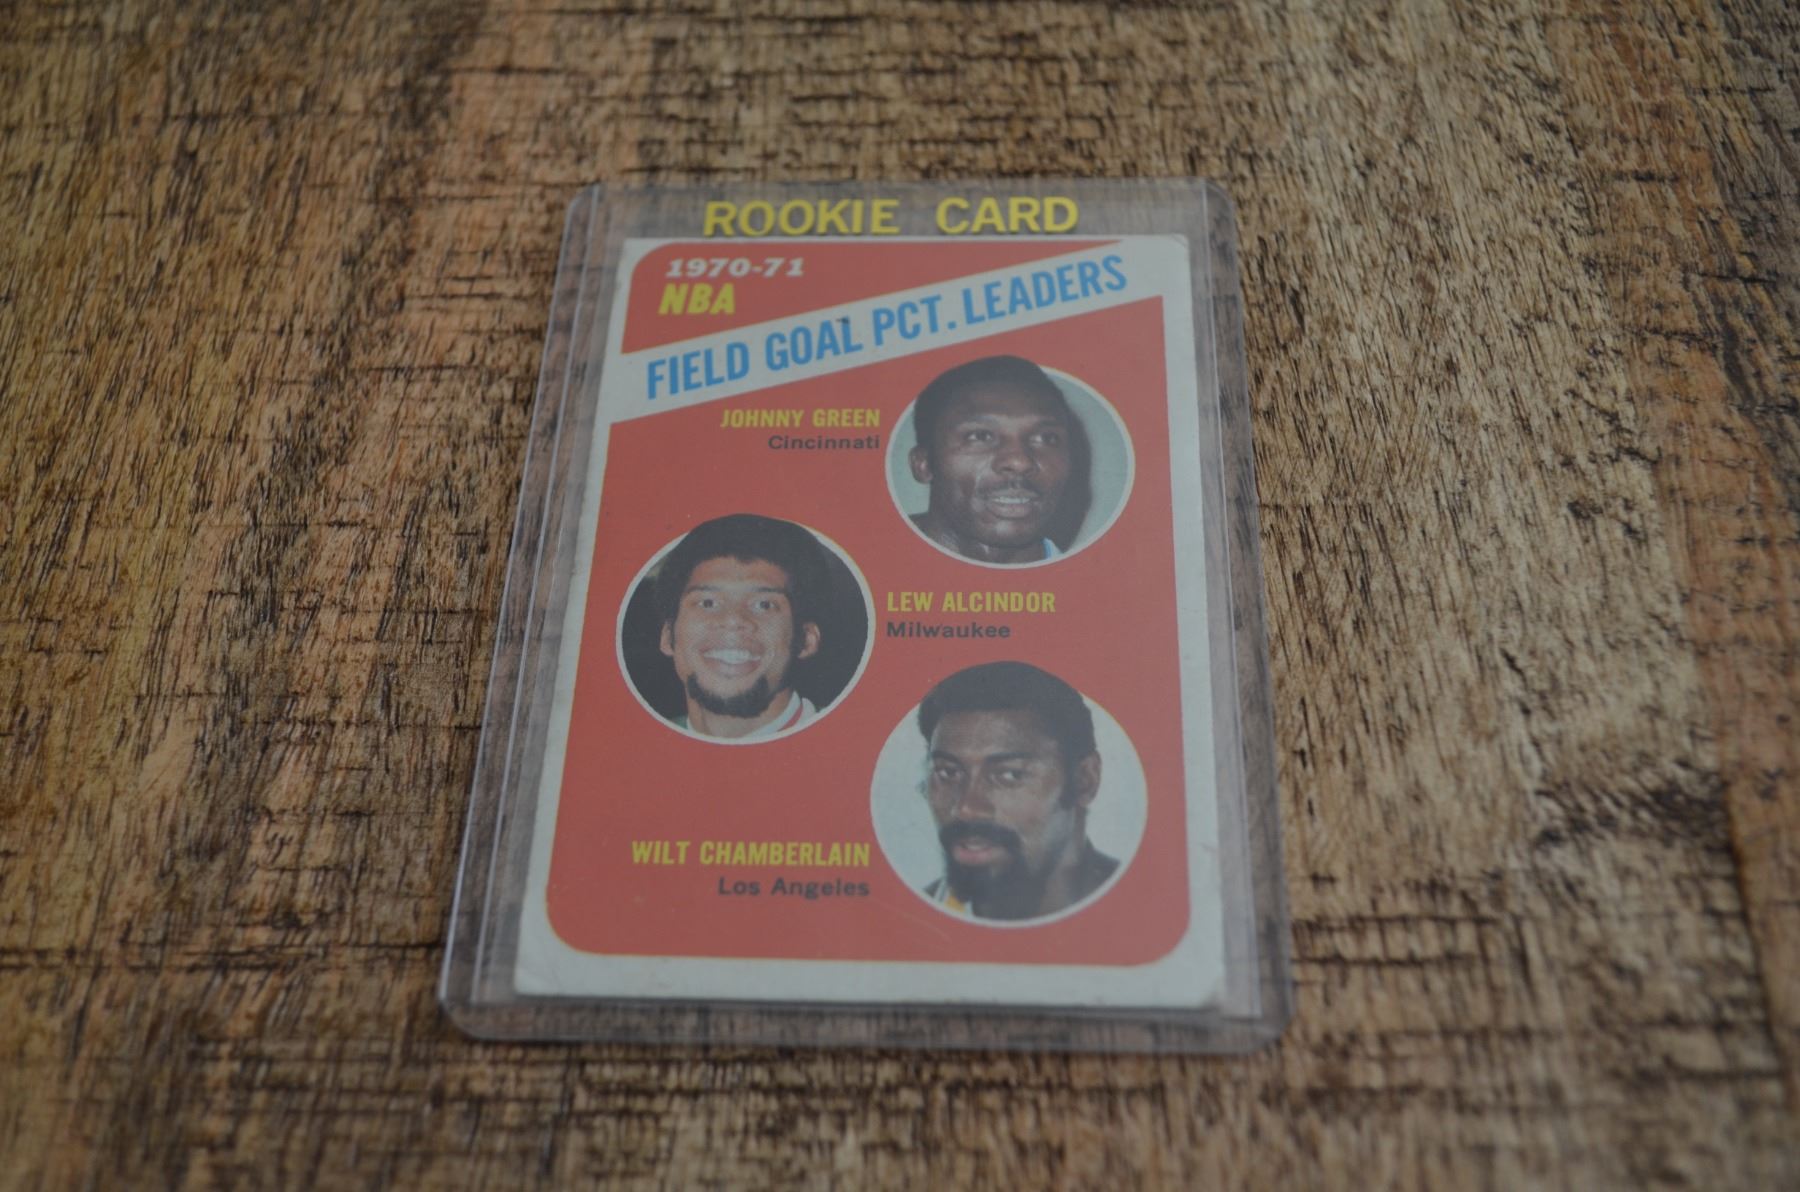 ROOKIE CARD
1970-71
NBA
FIELD GOAL PCT. LEADERS
JOHNNY GREEN
Cincinnati
LEW ALCINDOR
Milwaukee
WILT CHAMBERLAIN
Los Angeles